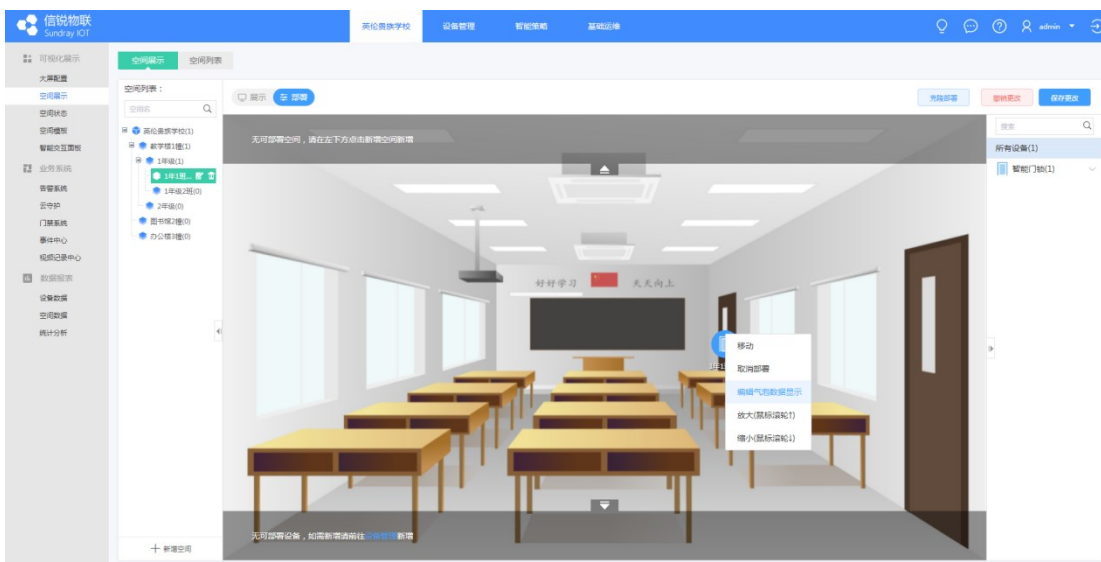 信锐物联
Sundray IOT
英伦贵族学校
设备管理
智能策略
基础运维
admin
可视化展示
大屏配置
空间展示
空间状态
空间模板
智能交互面板
业务系统
告警系统
云守护
门禁系统
事件中心
视频记录中心
数据报表
设备数据
空间数据
统计分析
空间展示
空间列表
空间列表：
空间名
英伦贵族学校(1)
教学楼1幢(1)
1年级(1)
1年1班...
1年级2班(0)
2年级(0)
图书馆2幢(0)
办公楼3幢(0)
新增空间
展示
部署
克隆部署
撤销更改
保存更改
无可部署空间，请在左下方点击新增空间新增
好好学习
天天向上
1年1
移动
取消部署
编辑气泡数据显示
放大(鼠标滚轮↑)
缩小(鼠标滚轮↓)
无可部署设备，如需新增请前往设备管理新增
搜索
所有设备(1)
智能门锁(1)